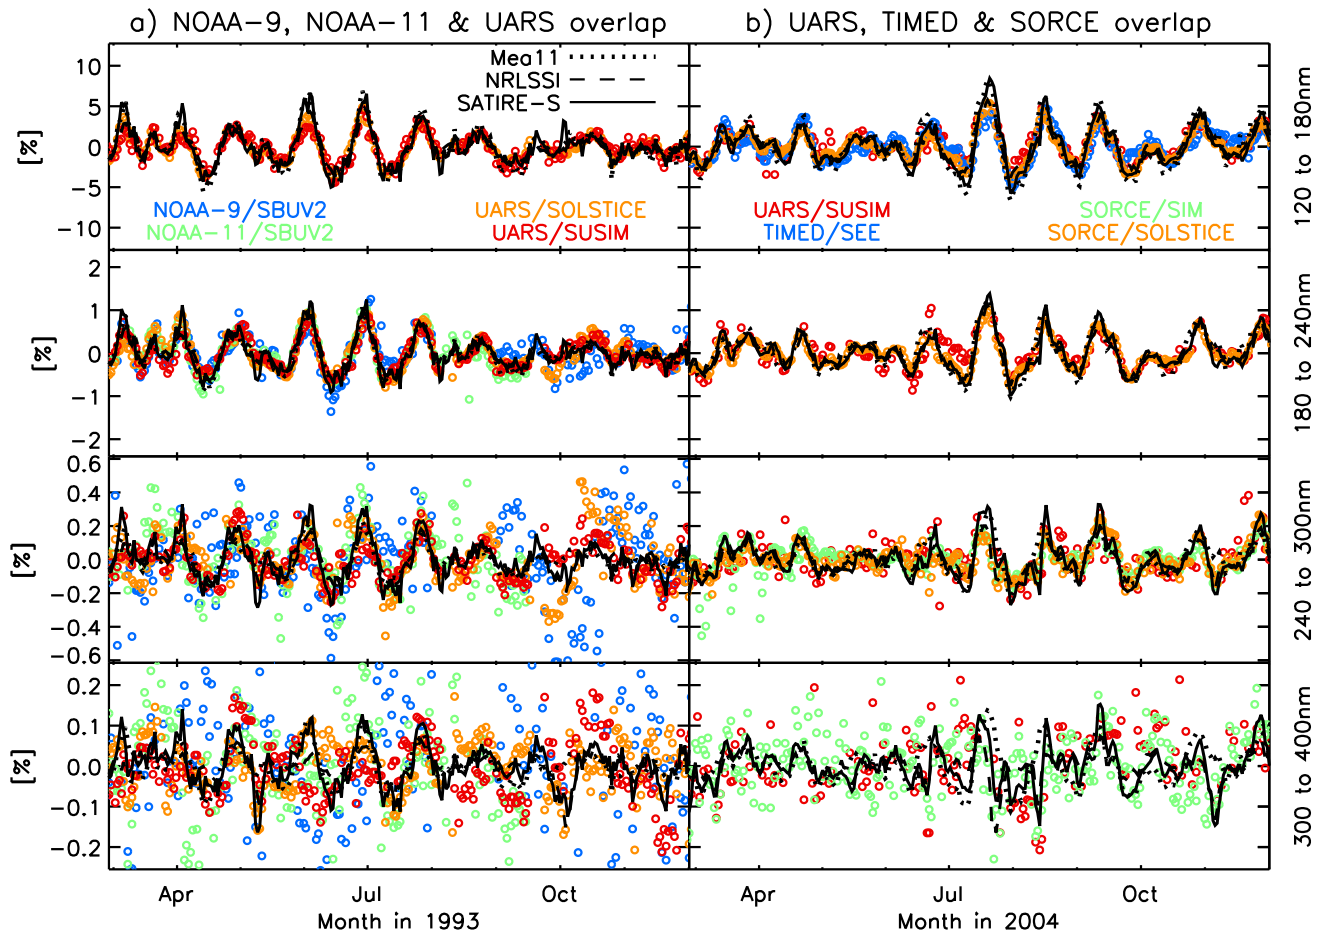 a) NOAA-9, NOAA-11 & UARS overlap
b) UARS, TIMED & SORCE overlap
Mea11
NRLSSI
SATIRE-S
10
5
0
-5
-10
[%]
NOAA-9/SBUV2
UARS/SOLSTICE
NOAA-11/SBUV2
UARS/SUSIM
UARS/SUSIM
SORCE/SIM
TIMED/SEE
SORCE/SOLSTICE
120 to 180nm
2
1
0
-1
-2
[%]
180 to 240nm
0.6
0.4
0.2
0.0
-0.2
-0.4
-0.6
[%]
240 to 300nm
0.2
0.1
0.0
-0.1
-0.2
[%]
300 to 400nm
Apr
Jul
Oct
Apr
Jul
Oct
Month in 1993
Month in 2004